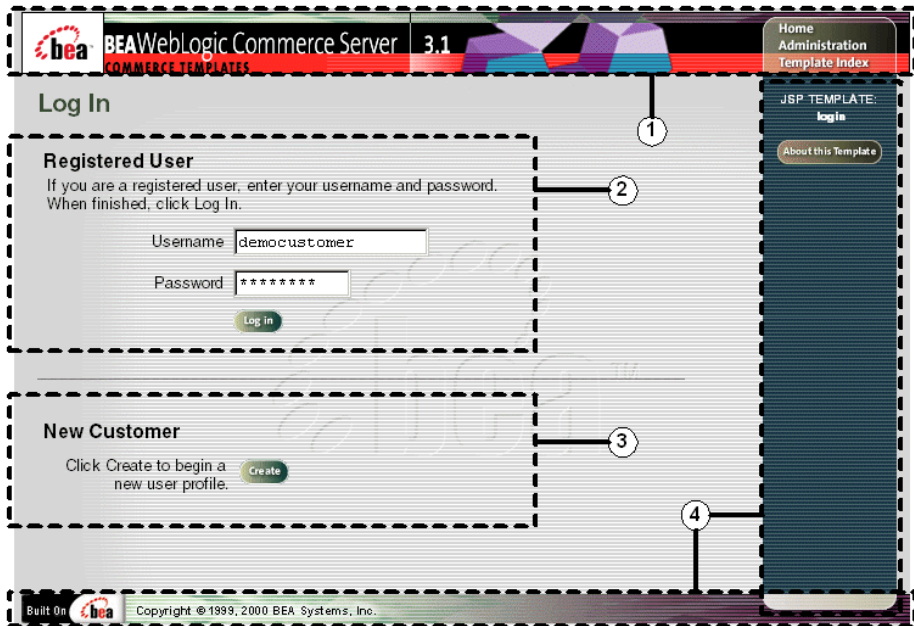 bea
BEAWebLogic Commerce Server 3.1
COMMERCE TEMPLATES
Home
Administration
Template Index
Log In
1
JSP TEMPLATE:
login
About this Template
Registered User
If you are a registered user, enter your username and password.
When finished, click Log In.
2
Username democustomer
Password ********
Log in
bea™
New Customer
3
Click Create to begin a
new user profile.
Create
4
Built On bea Copyright ©1999, 2000 BEA Systems, Inc.